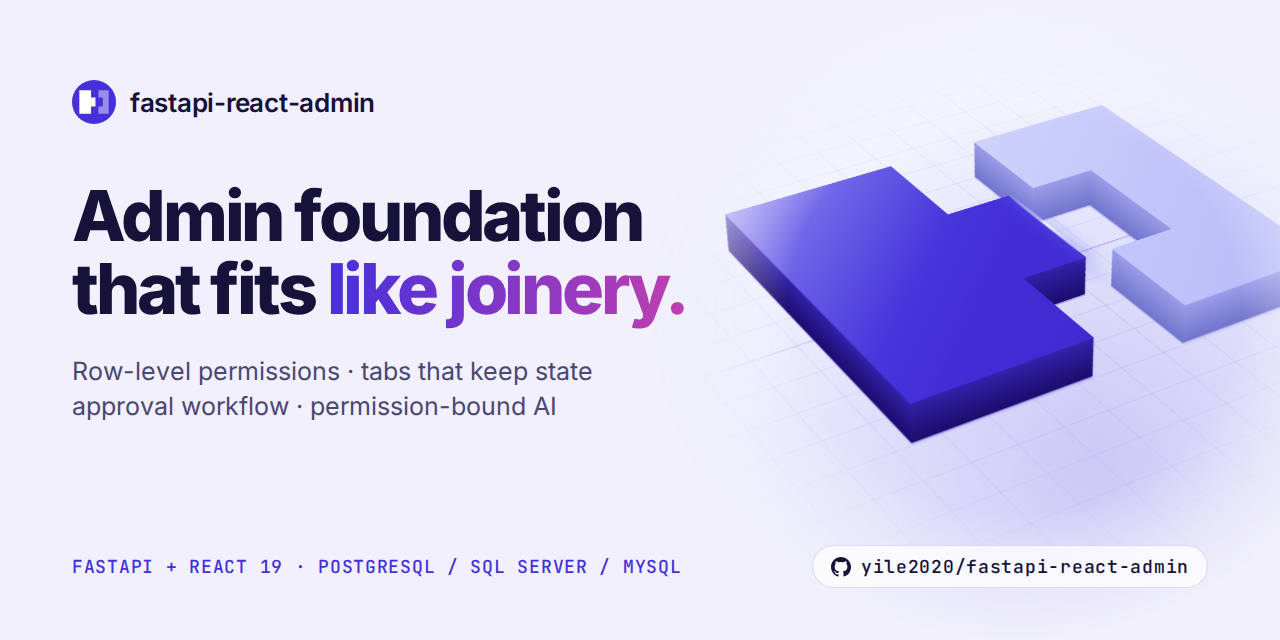 fastapi-react-admin
Admin foundation
that fits like joinery.
Row-level permissions · tabs that keep state
approval workflow · permission-bound AI
FASTAPI + REACT 19 · POSTGRESQL / SQL SERVER / MYSQL
yile2020/fastapi-react-admin